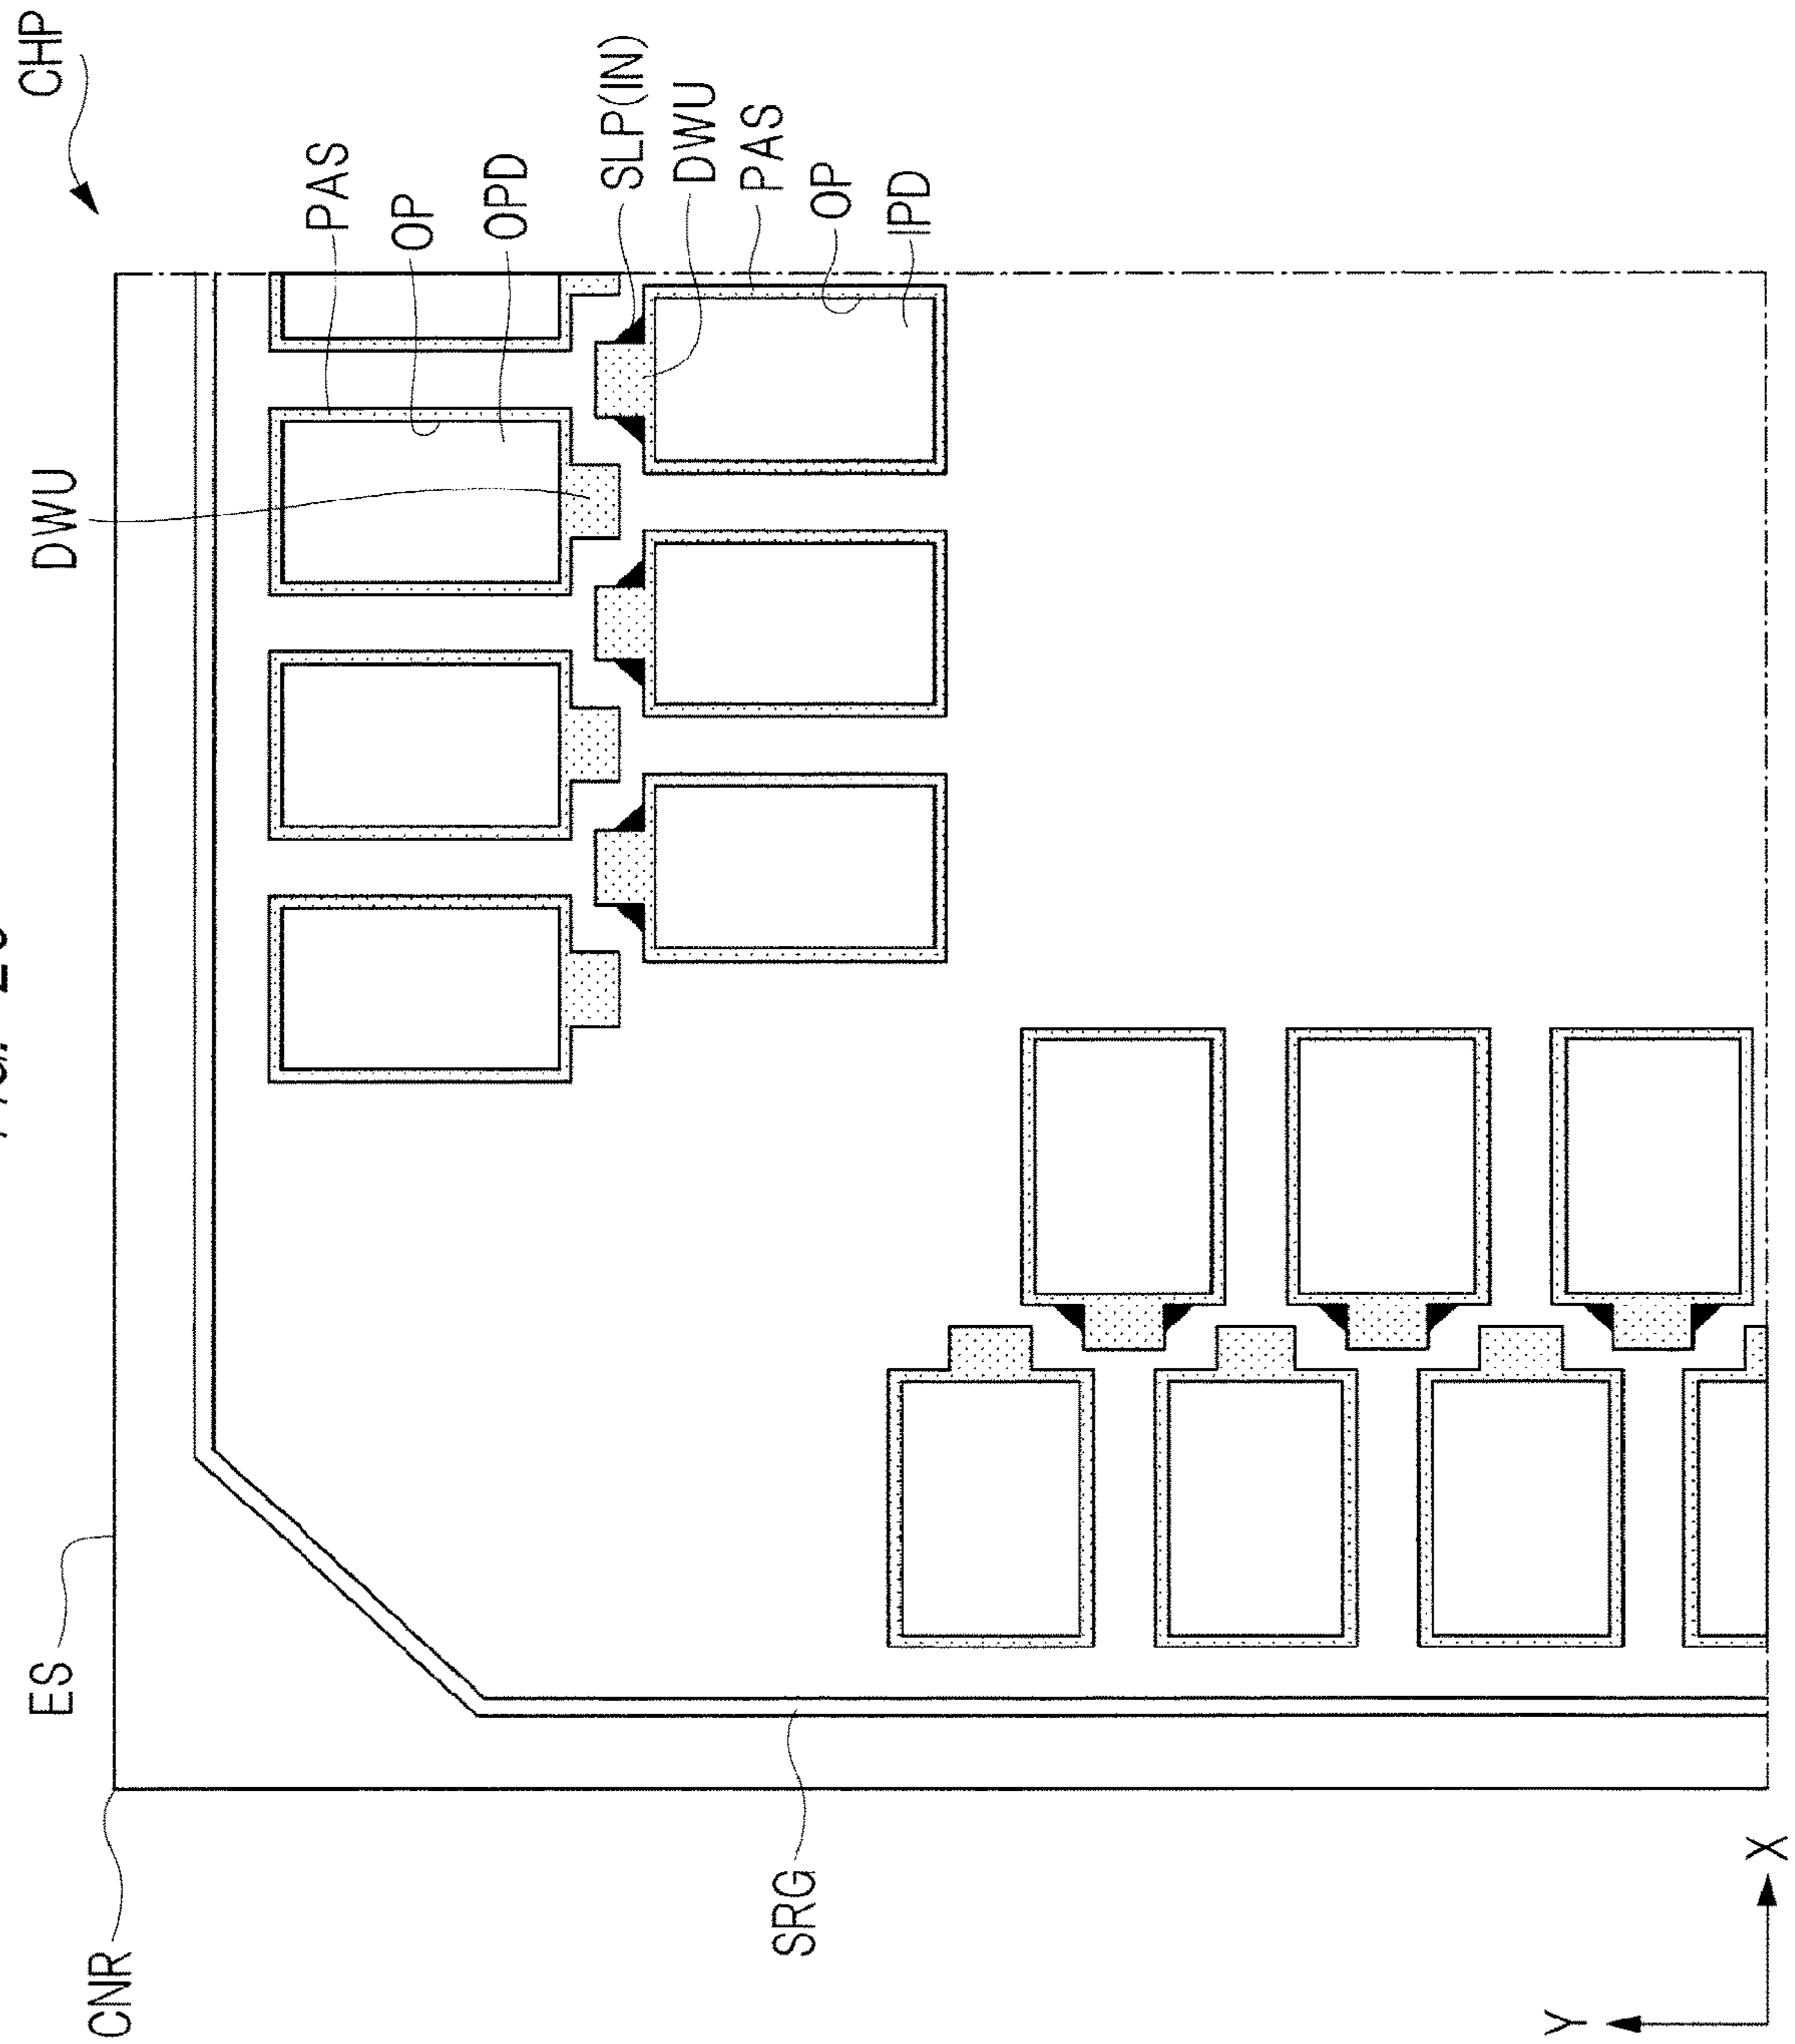 CHP
PAS
OP
OPD
SLP(IN)
DWU
PAS
OP
IPD
DWU
ES
CNR
SRG
Y
X